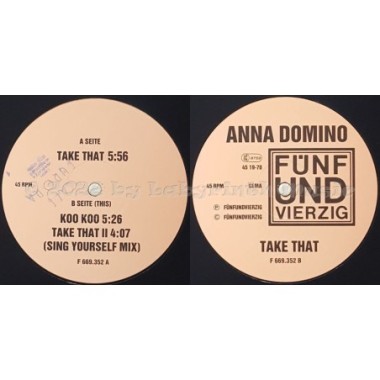 A SEITE
TAKE THAT 5:56
45 RPM
B SEITE (THIS)
KOO KOO 5:26
TAKE THAT II 4:07
(SING YOURSELF MIX)
F 669.352 A
ANNA DOMINO
45 19-70
FÜNF
UND
VIERZIG
45 RPM
GEMA
Ⓟ FÜNFUNDVIERZIG
© FÜNFUNDVIERZIG
TAKE THAT
F 669.352 B